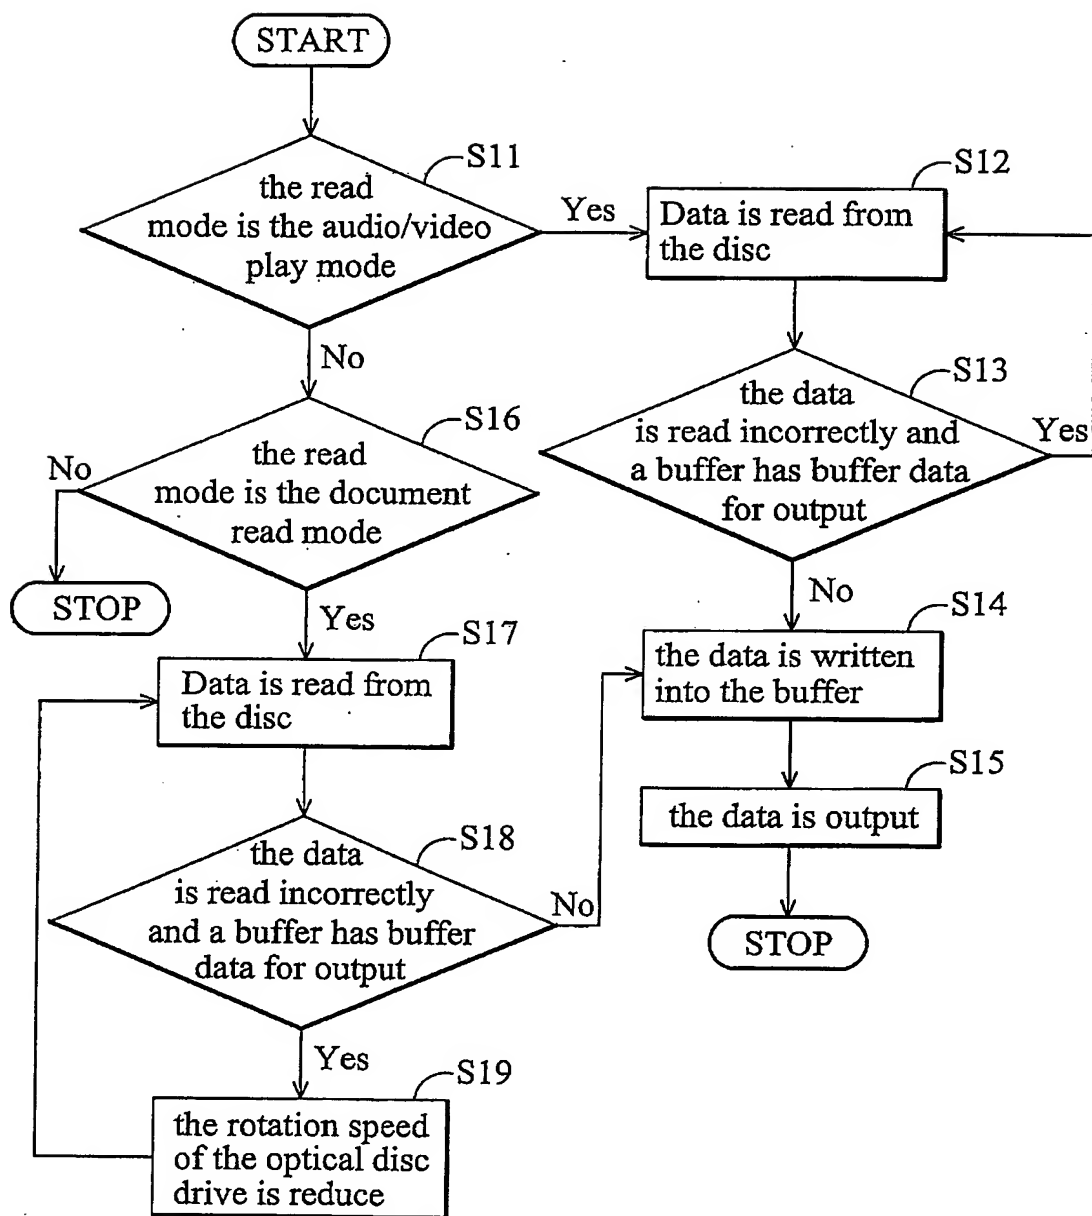 START
S11
the read
mode is the audio/video
play mode
Yes
S12
Data is read from
the disc
No
S13
the data
is read incorrectly and
a buffer has buffer data
for output
Yes
S16
the read
mode is the document
read mode
No
STOP
Yes
No
S14
the data is written
into the buffer
S17
Data is read from
the disc
S15
the data is output
S18
the data
is read incorrectly
and a buffer has buffer
data for output
No
STOP
Yes
S19
the rotation speed
of the optical disc
drive is reduce